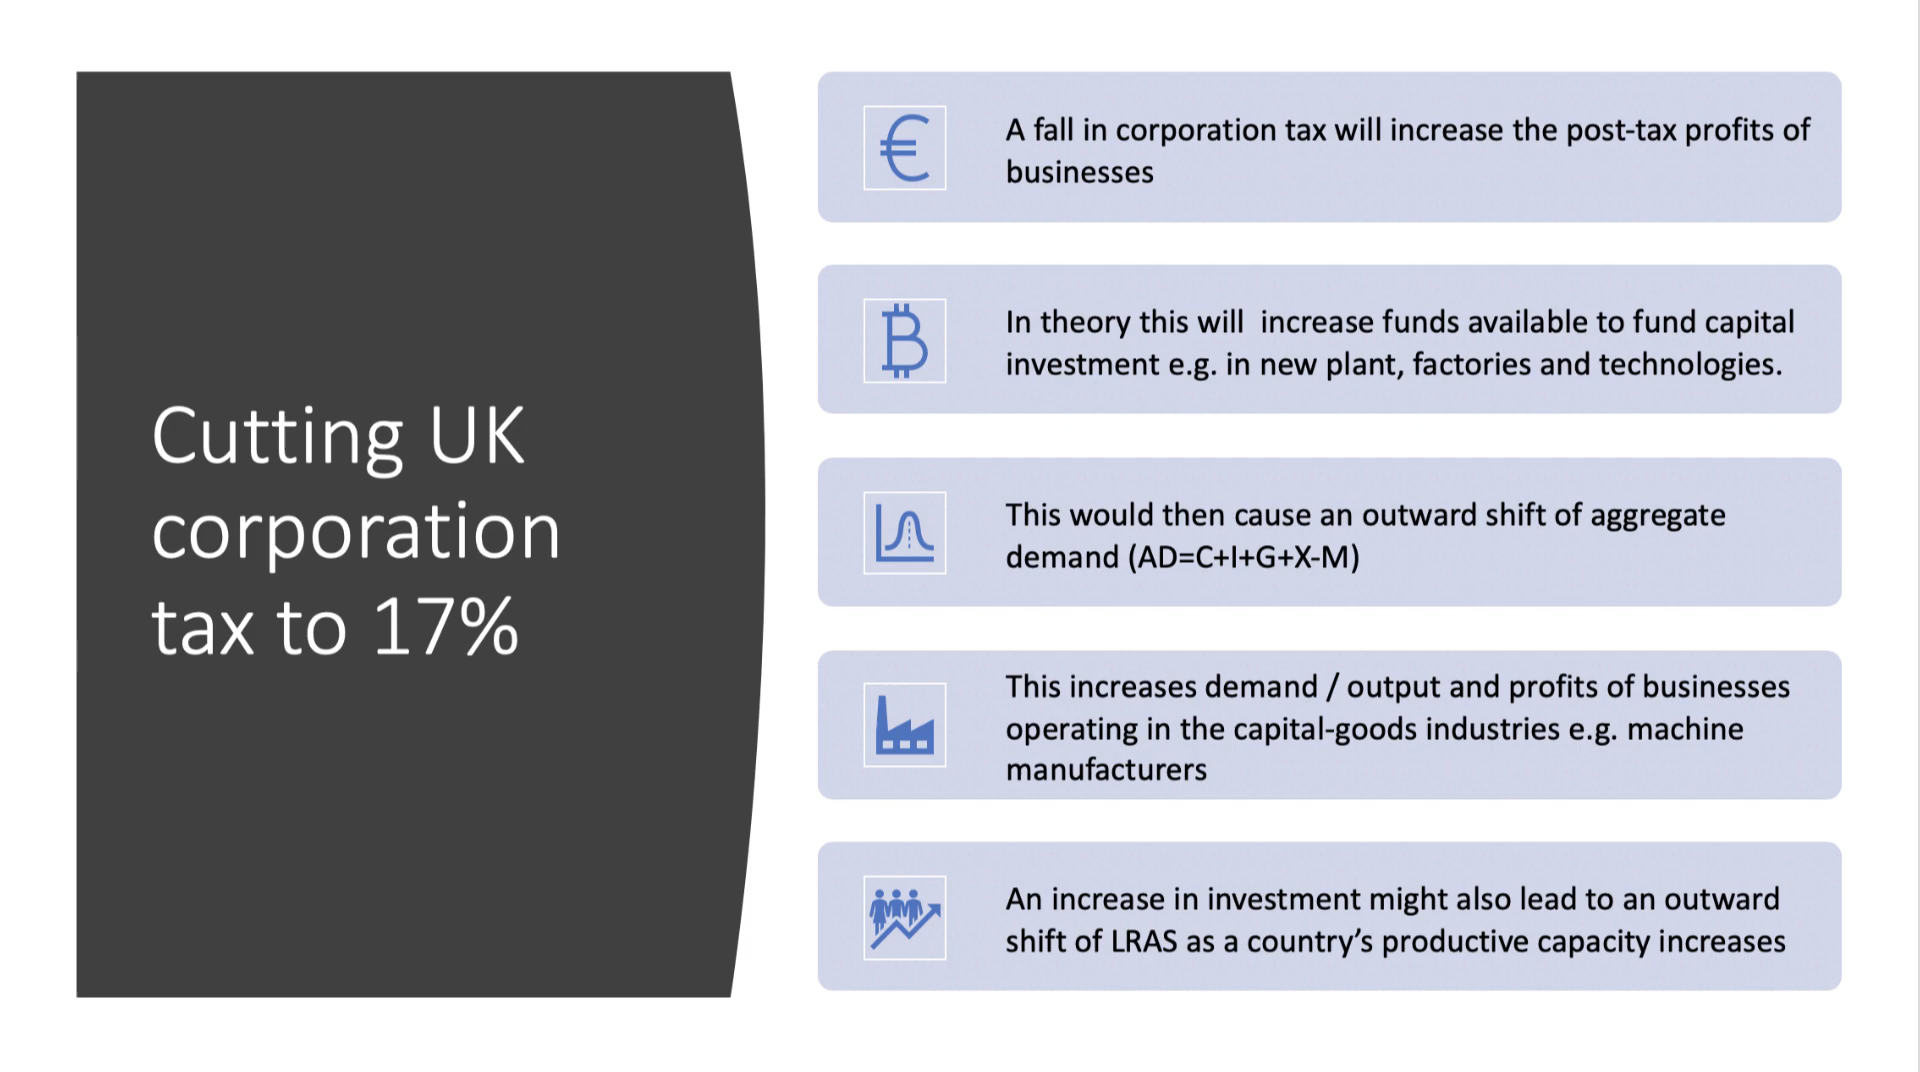 Cutting UK
corporation
tax to 17%
A fall in corporation tax will increase the post-tax profits of
businesses
In theory this will  increase funds available to fund capital
investment e.g. in new plant, factories and technologies.
This would then cause an outward shift of aggregate
demand (AD=C+I+G+X-M)
This increases demand / output and profits of businesses
operating in the capital-goods industries e.g. machine
manufacturers
An increase in investment might also lead to an outward
shift of LRAS as a country’s productive capacity increases